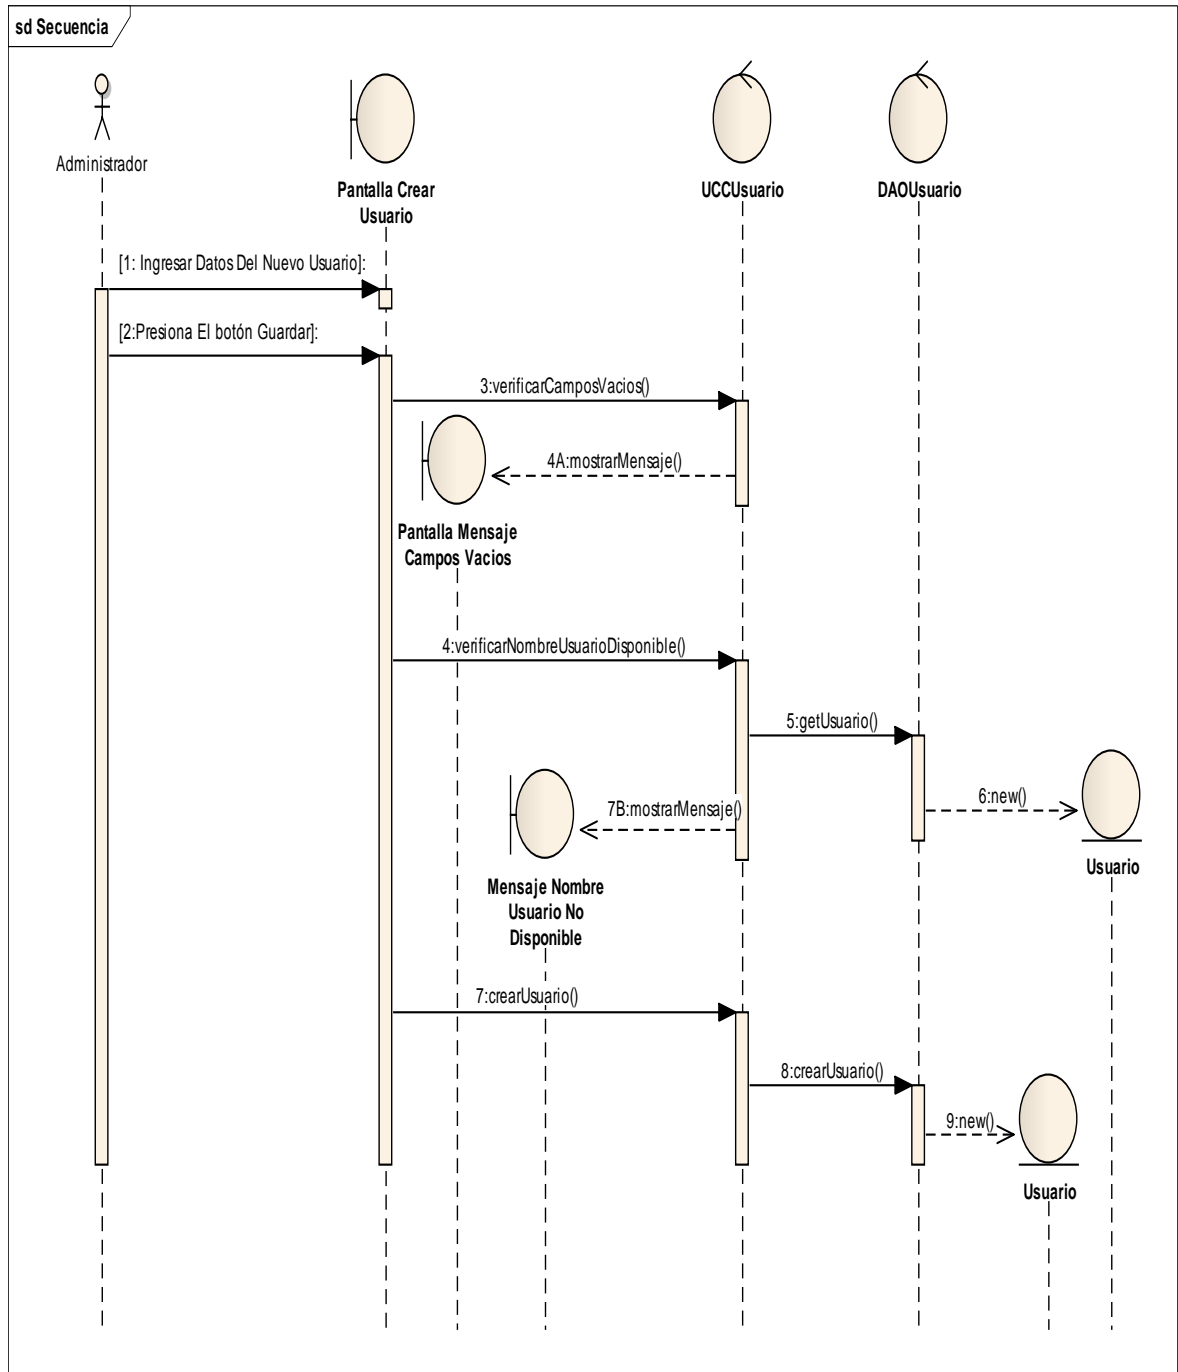 sd Secuencia
Administrador
Pantalla Crear
Usuario
UCCUsuario
DAOUsuario
[1: Ingresar Datos Del Nuevo Usuario]:
[2:Presiona El botón Guardar]:
3:verificarCamposVacios()
4A:mostrarMensaje()
Pantalla Mensaje
Campos Vacios
4:verificarNombreUsuarioDisponible()
5:getUsuario()
6:new()
7B:mostrarMensaje()
Usuario
Mensaje Nombre
Usuario No
Disponible
7:crearUsuario()
8:crearUsuario()
9:new()
Usuario